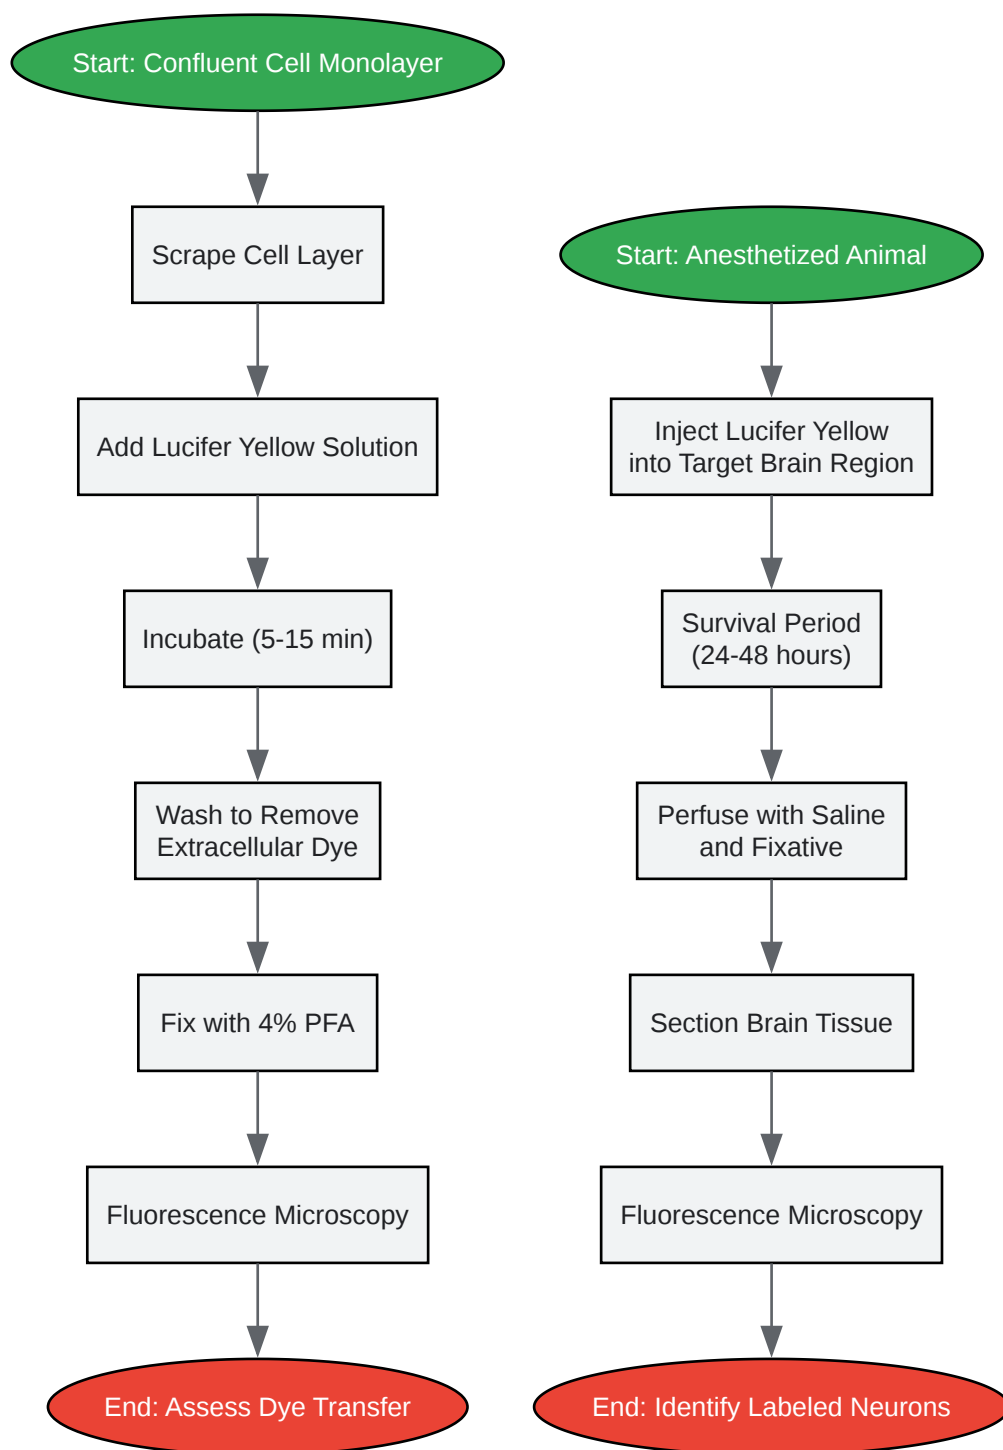 Start: Confluent Cell Monolayer
Scrape Cell Layer
Add Lucifer Yellow Solution
Incubate (5-15 min)
Wash to Remove
Extracellular Dye
Fix with 4% PFA
Fluorescence Microscopy
End: Assess Dye Transfer
Start: Anesthetized Animal
Inject Lucifer Yellow
into Target Brain Region
Survival Period
(24-48 hours)
Perfuse with Saline
and Fixative
Section Brain Tissue
Fluorescence Microscopy
End: Identify Labeled Neurons